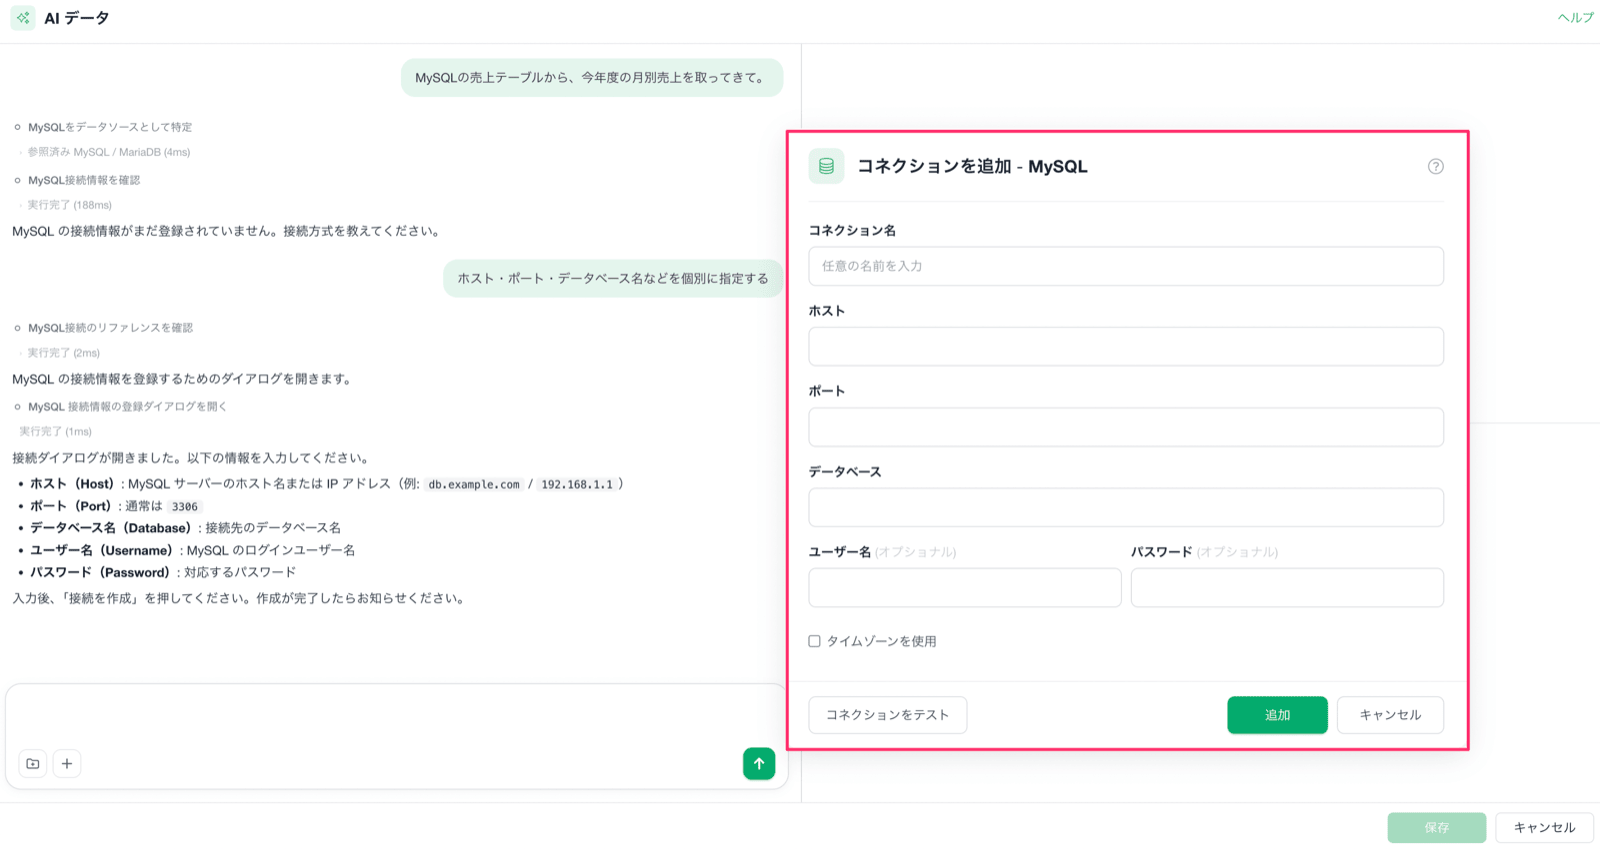 AI データ
ヘルプ
MySQLの売上テーブルから、今年度の月別売上を取ってきて。
MySQLをデータソースとして特定
参照済み MySQL / MariaDB (4ms)
MySQL接続情報を確認
実行完了 (188ms)
MySQL の接続情報がまだ登録されていません。接続方式を教えてください。
ホスト・ポート・データベース名などを個別に指定する
MySQL接続のリファレンスを確認
実行完了 (2ms)
MySQL の接続情報を登録するためのダイアログを開きます。
MySQL 接続情報の登録ダイアログを開く
実行完了 (1ms)
接続ダイアログが開きました。以下の情報を入力してください。
• ホスト（Host）: MySQL サーバーのホスト名または IP アドレス（例: db.example.com / 192.168.1.1 ）
• ポート（Port）: 通常は 3306
• データベース名（Database）: 接続先のデータベース名
• ユーザー名（Username）: MySQL のログインユーザー名
• パスワード（Password）: 対応するパスワード
入力後、「接続を作成」を押してください。作成が完了したらお知らせください。
コネクションを追加 - MySQL
コネクション名
任意の名前を入力
ホスト
ポート
データベース
ユーザー名 (オプショナル)
パスワード (オプショナル)
タイムゾーンを使用
コネクションをテスト
追加
キャンセル
保存
キャンセル